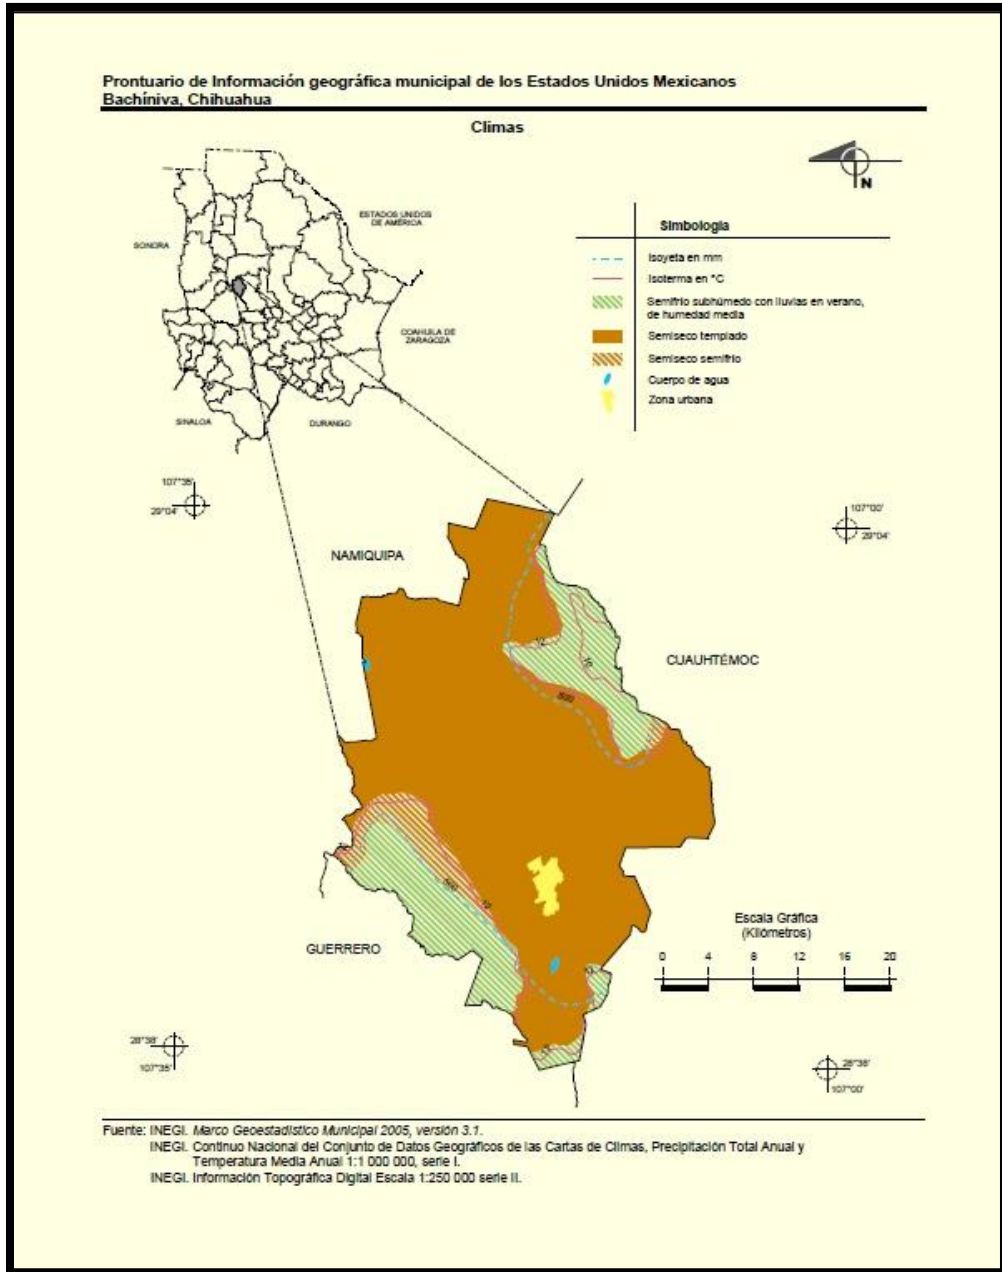 Prontuario de Información geográfica municipal de los Estados Unidos Mexicanos
Bachíniva, Chihuahua
Climas
N
ESTADOS UNIDOS
DE AMÉRICA
SONORA
COAHUILA DE
ZARAGOZA
SINALOA
DURANGO
Simbología
Isoyeta en mm
Isoterma en °C
Semifrío subhúmedo con lluvias en verano,
de humedad media
Semiseco templado
Semiseco semifrío
Cuerpo de agua
Zona urbana
107°35'
29°04'
107°00'
29°04'
NAMIQUIPA
CUAUHTÉMOC
12
10
500
500
GUERRERO
Escala Gráfica
(Kilómetros)
0 4 8 12 16 20
28°38'
107°35'
28°38'
107°00'
Fuente: INEGI. Marco Geoestadístico Municipal 2005, versión 3.1.
INEGI. Continuo Nacional del Conjunto de Datos Geográficos de las Cartas de Climas, Precipitación Total Anual y
Temperatura Media Anual 1:1 000 000, serie I.
INEGI. Información Topográfica Digital Escala 1:250 000 serie II.